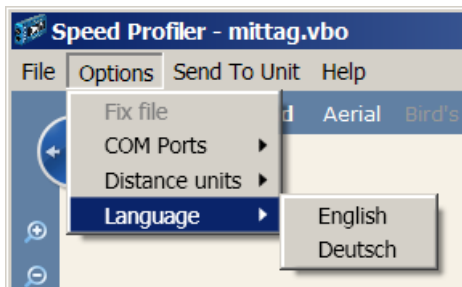 Speed Profiler - mittag.vbo
File Options Send To Unit Help
Fix file
d Aerial Bird's
COM Ports
Distance units
Language
English
Deutsch